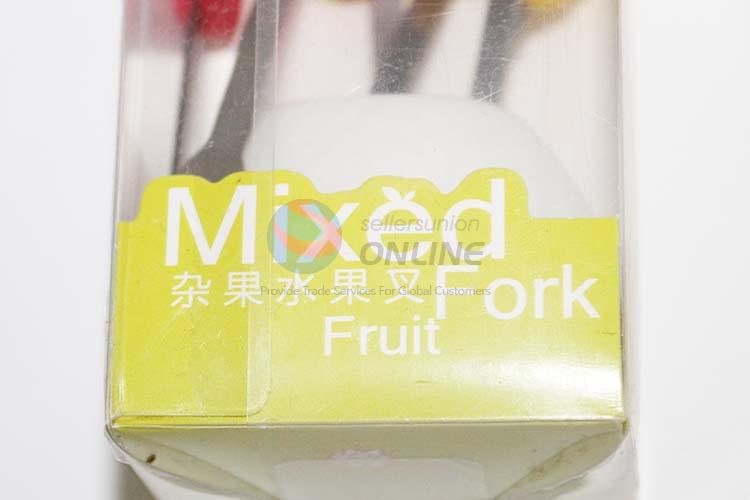 Mixed
sellersunion
ONLINE
杂果水果叉
Fork
Provide Trade Services For Global Customers
Fruit